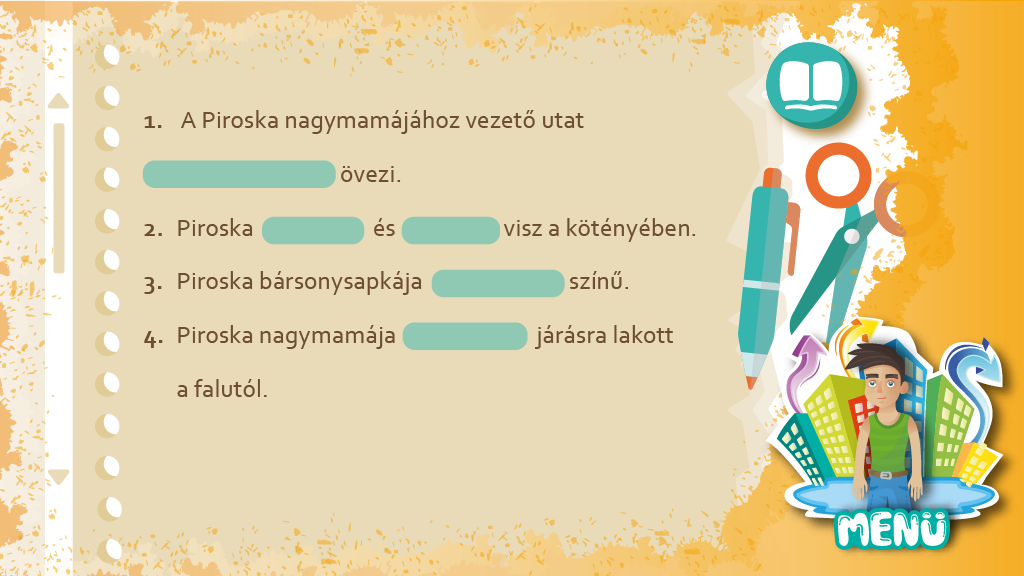 1. A Piroska nagymamájához vezető utat
övezi.
2. Piroska és visz a kötényében.
3. Piroska bársonysapkája színű.
4. Piroska nagymamája járásra lakott
a falutól.
MENÜ